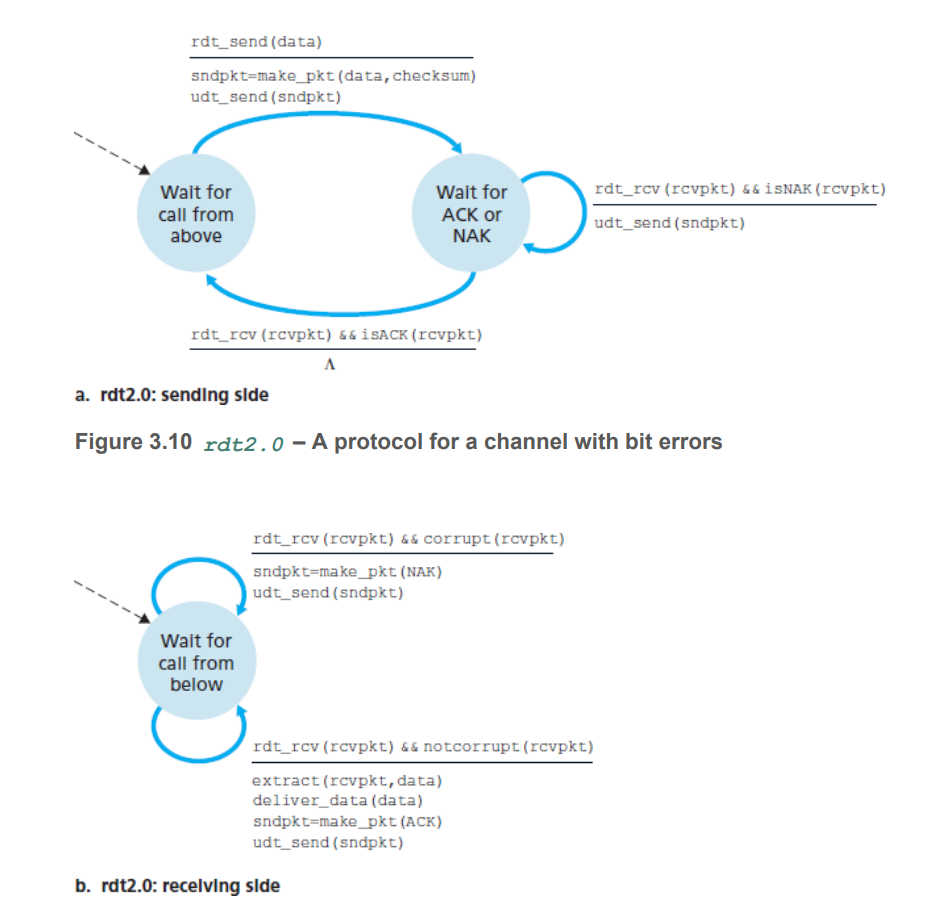 rdt_send(data)
sndpkt=make_pkt(data,checksum)
udt_send(sndpkt)
Wait for
call from
above
Wait for
ACK or
NAK
rdt_rcv(rcvpkt) && isNAK(rcvpkt)
udt_send(sndpkt)
rdt_rcv(rcvpkt) && isACK(rcvpkt)
Λ
a. rdt2.0: sending side
Figure 3.10 rdt2.0 – A protocol for a channel with bit errors
rdt_rcv(rcvpkt) && corrupt(rcvpkt)
sndpkt=make_pkt(NAK)
udt_send(sndpkt)
Wait for
call from
below
rdt_rcv(rcvpkt) && notcorrupt(rcvpkt)
extract(rcvpkt,data)
deliver_data(data)
sndpkt=make_pkt(ACK)
udt_send(sndpkt)
b. rdt2.0: receiving side